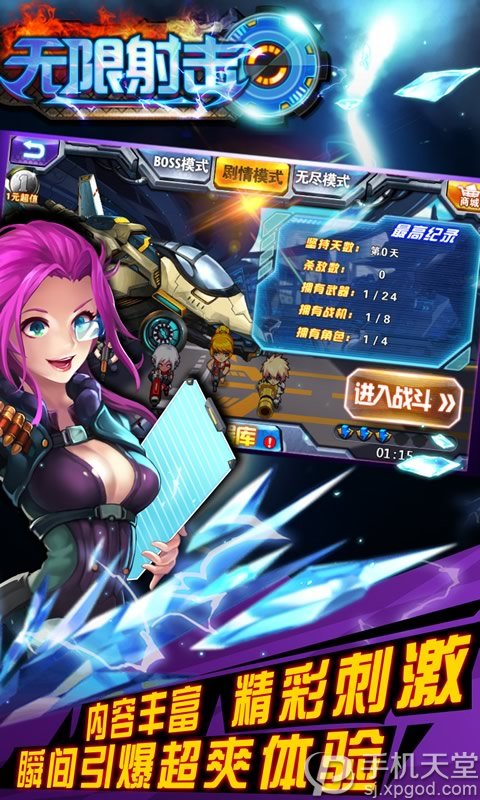 无限射击
BOSS模式 剧情模式 无尽模式
1元超值
商城
最高纪录
坚持天数: 第0天
杀敌数: 0
拥有武器: 1/24
拥有战机: 1/8
拥有角色: 1/4
进入战斗
库
01:15
内容丰富 精彩刺激
瞬间引爆超爽体验
手机天堂
sj.xpgod.com